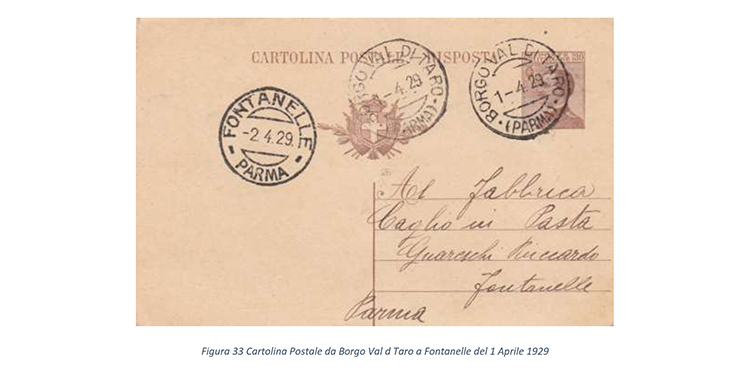 CARTOLINA POSTALE RISPOSTA
BORGO VAL DI TARO
1-4.29
(PARMA)
BORGO VAL DI TARO
1-4.29
(PARMA)
FONTANELLE
-2.4.29.
PARMA
Al Fabbrica
Caglio in Pasta
Guareschi Riccardo
Fontanelle
Parma
Figura 33 Cartolina Postale da Borgo Val d Taro a Fontanelle del 1 Aprile 1929